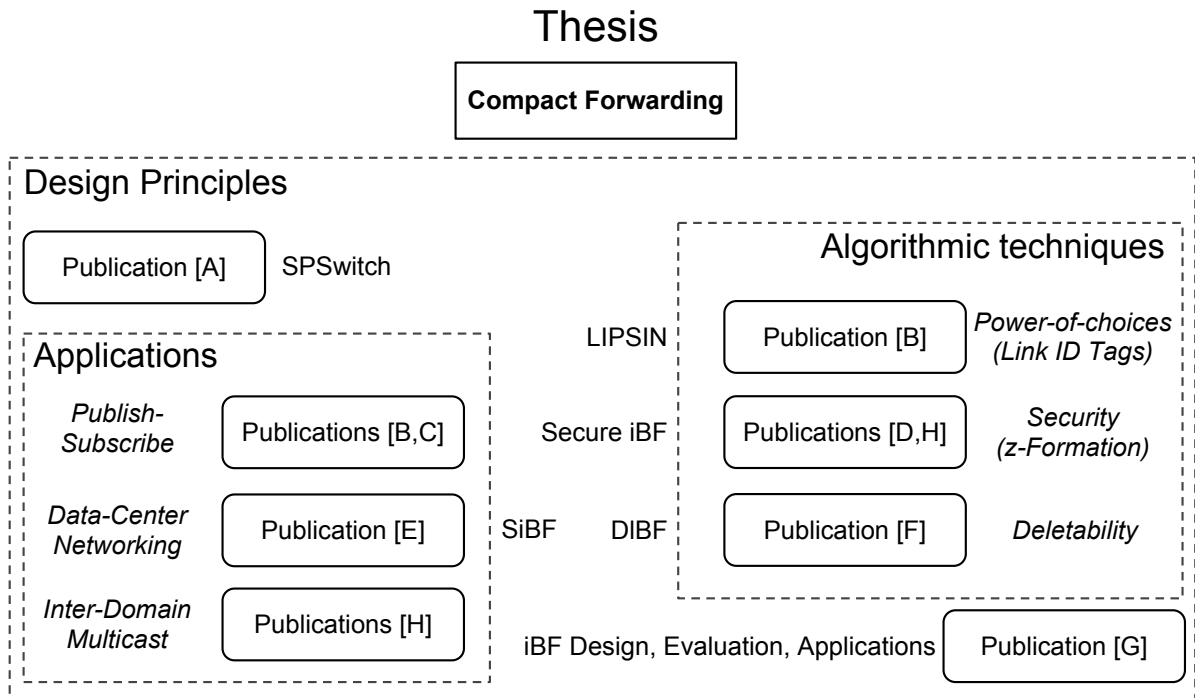 Thesis
Compact Forwarding
Design Principles
Publication [A] SPSwitch
Applications
Publish-
Subscribe
Publications [B,C]
Data-Center
Networking
Publication [E]
SiBF
Inter-Domain
Multicast
Publications [H]
Algorithmic techniques
LIPSIN
Publication [B]
Power-of-choices
(Link ID Tags)
Secure iBF
Publications [D,H]
Security
(z-Formation)
DIBF
Publication [F]
Deletability
iBF Design, Evaluation, Applications
Publication [G]